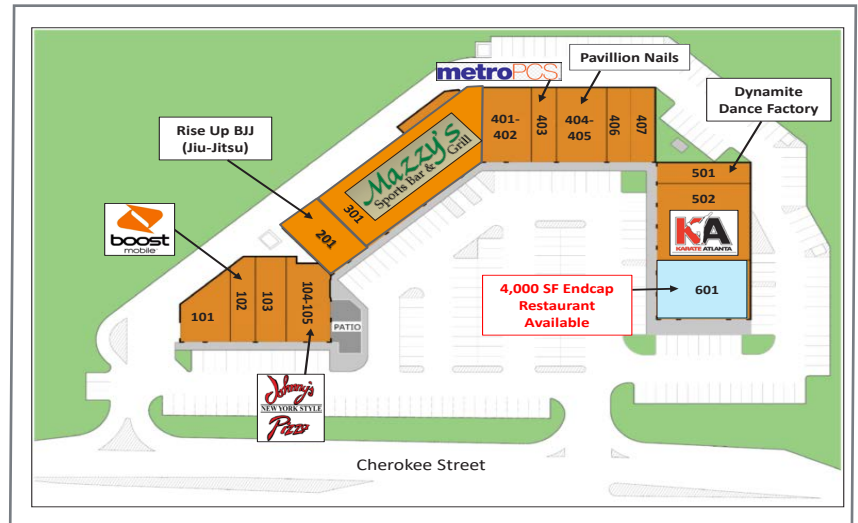 metroPCS
Pavillion Nails
Dynamite
Dance Factory
Rise Up BJJ
(Jiu-Jitsu)
Mazzy's
Sports Bar &
Grill
401-
402
403
404-
405
406
407
501
502
KA
KARATE ATLANTA
301
201
boost
mobile
4,000 SF Endcap
Restaurant
Available
601
101
102
103
104-105
PATIO
Johnny's
NEW YORK STYLE
Pizza
Cherokee Street